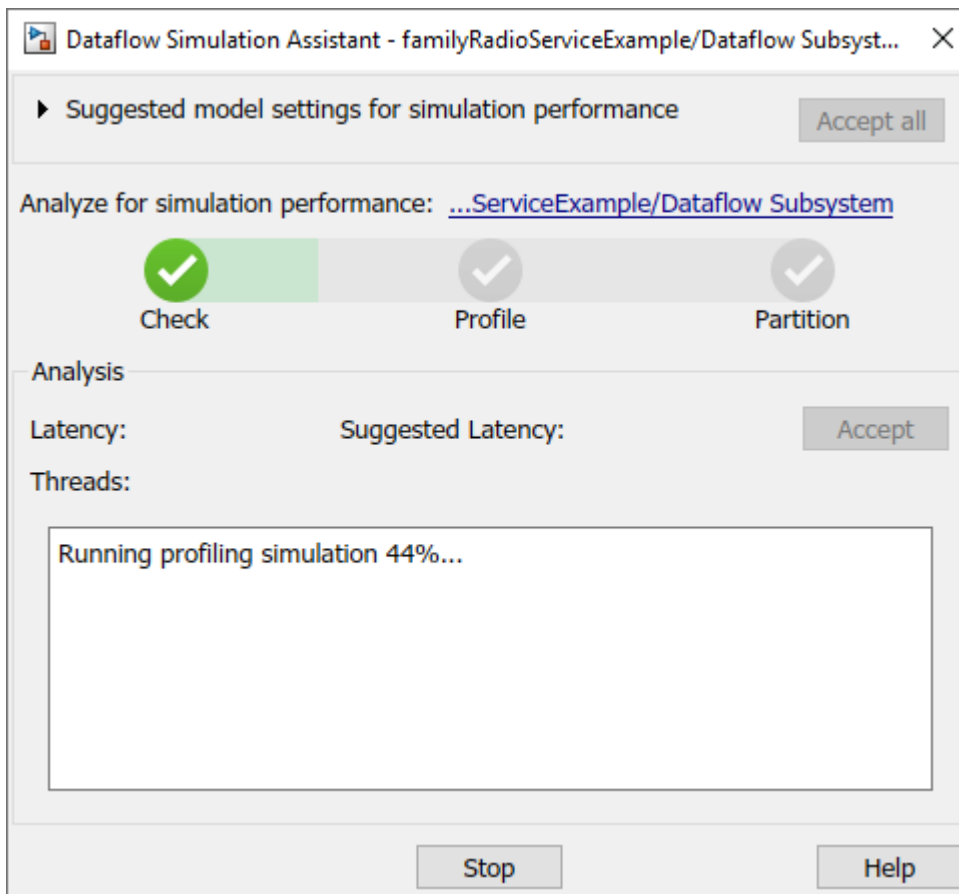 Dataflow Simulation Assistant - familyRadioServiceExample/Dataflow Subsyst...
Suggested model settings for simulation performance
Accept all
Analyze for simulation performance: ...ServiceExample/Dataflow Subsystem
Check Profile Partition
Analysis
Latency: Suggested Latency: Accept
Threads:
Running profiling simulation 44%...
Stop Help